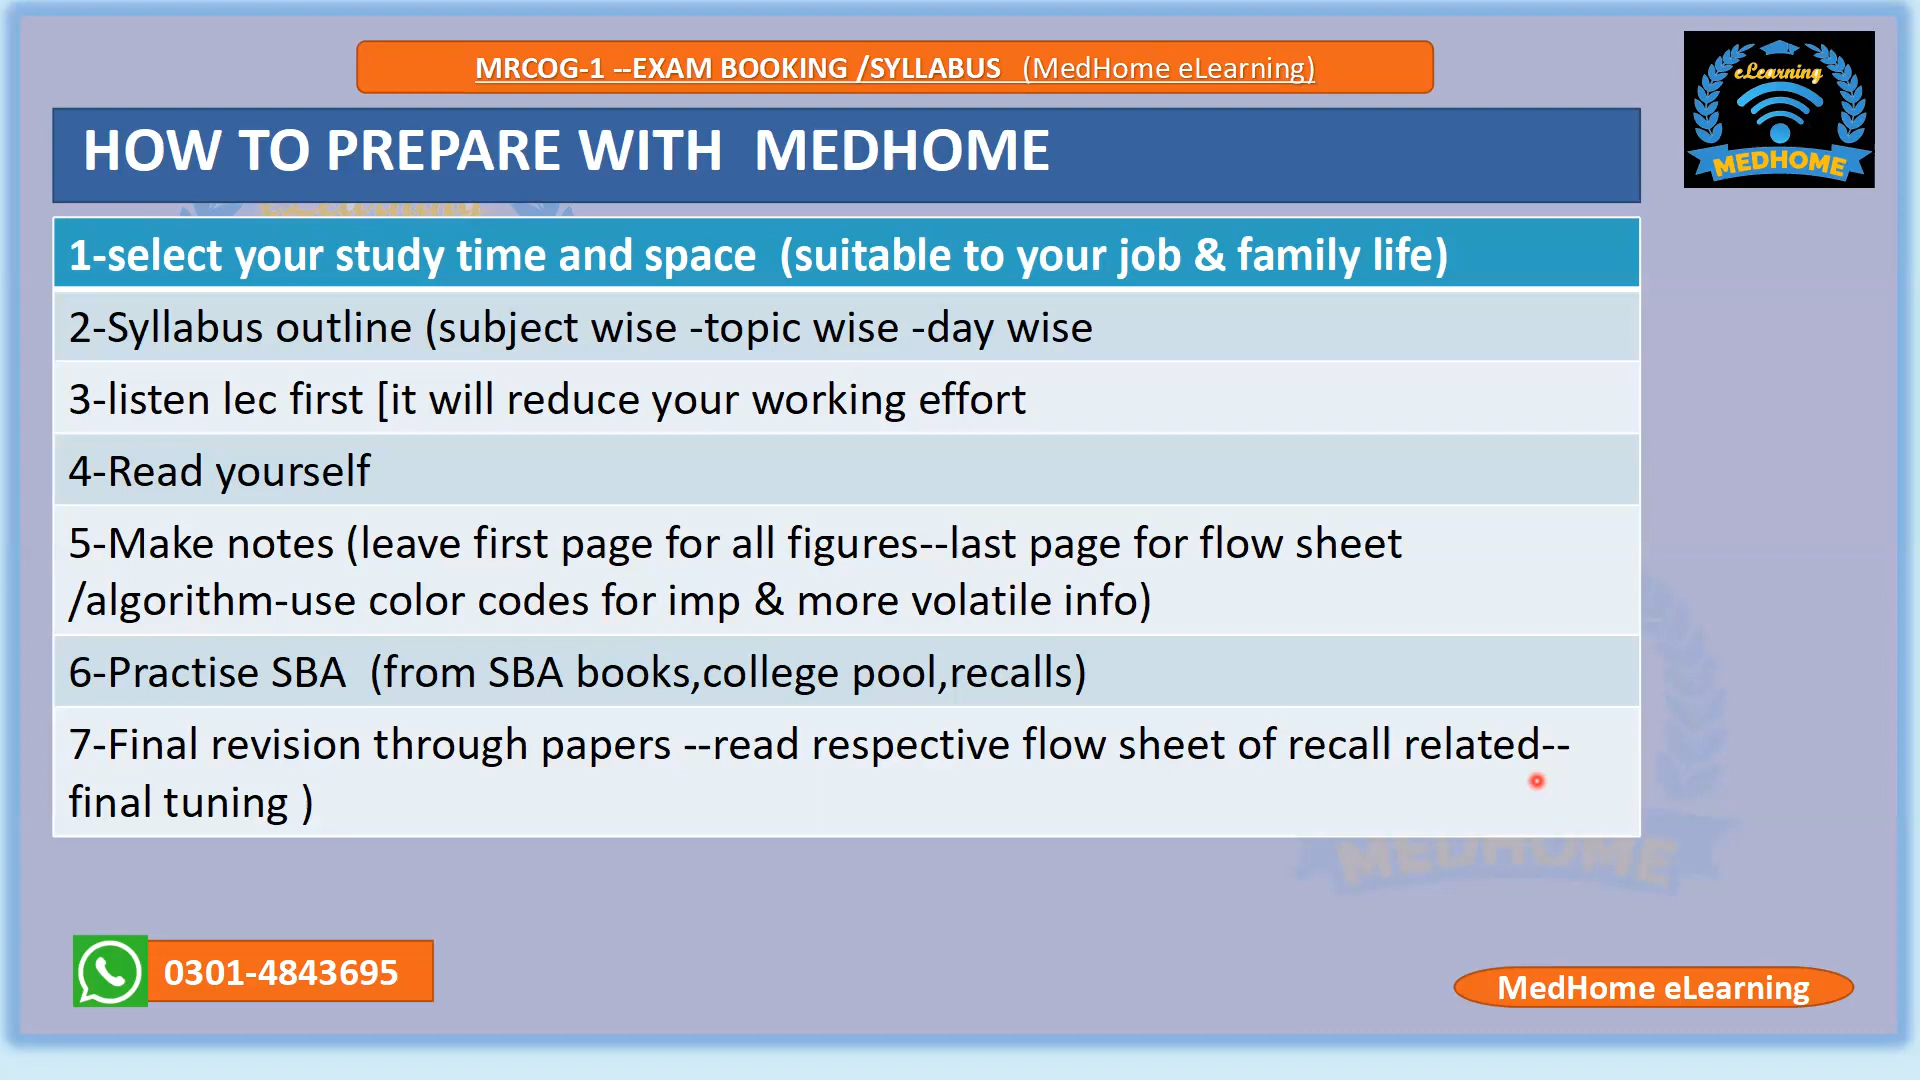 MRCOG-1 --EXAM BOOKING /SYLLABUS (MedHome eLearning)
eLearning
MEDHOME
HOW TO PREPARE WITH MEDHOME
1-select your study time and space (suitable to your job & family life)
2-Syllabus outline (subject wise -topic wise -day wise
3-listen lec first [it will reduce your working effort
4-Read yourself
5-Make notes (leave first page for all figures--last page for flow sheet
/algorithm-use color codes for imp & more volatile info)
6-Practise SBA (from SBA books,college pool,recalls)
7-Final revision through papers --read respective flow sheet of recall related--
final tuning )
MEDHOME
0301-4843695
MedHome eLearning